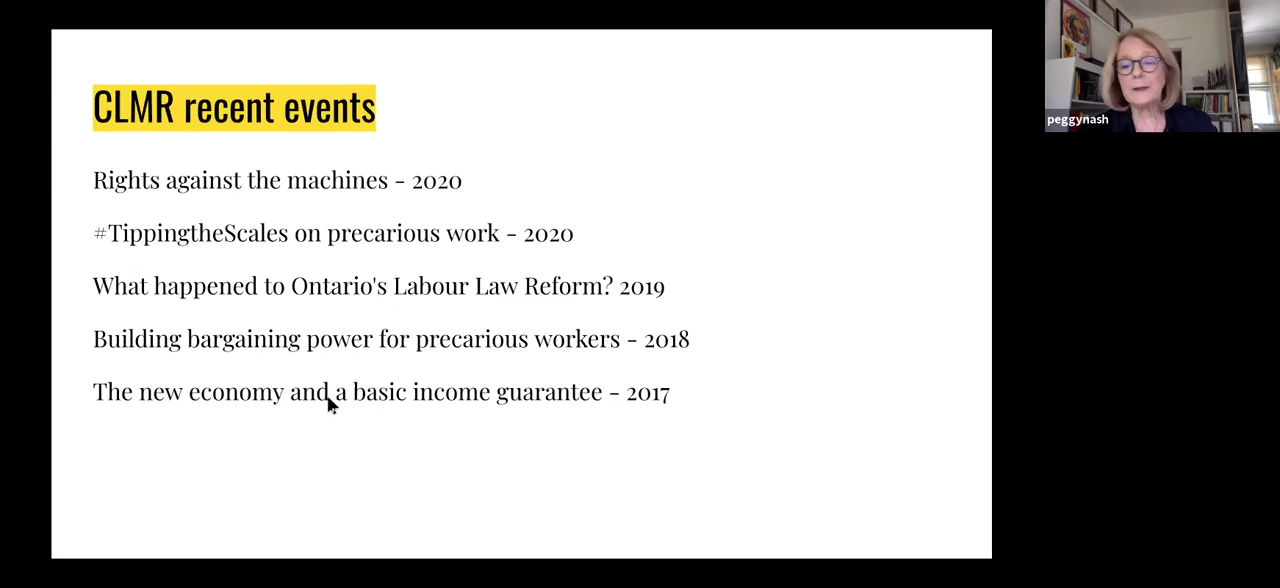 CLMR recent events
Rights against the machines - 2020
#TippingtheScales on precarious work - 2020
What happened to Ontario's Labour Law Reform? 2019
Building bargaining power for precarious workers - 2018
The new economy and a basic income guarantee - 2017
peggynash